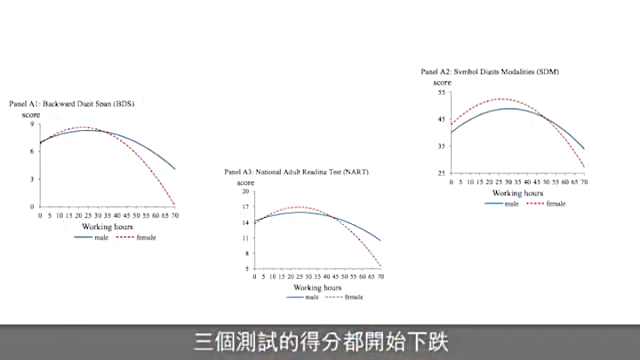 Panel A1: Backward Digit Span (BDS)
score
9
6
3
0
0 5 10 15 20 25 30 35 40 45 50 55 60 65 70
Working hours
male female
Panel A2: Symbol Digits Modalities (SDM)
score
55
45
35
25
0 5 10 15 20 25 30 35 40 45 50 55 60 65 70
Working hours
male female
Panel A3: National Adult Reading Test (NART)
score
20
17
14
11
8
5
0 5 10 15 20 25 30 35 40 45 50 55 60 65 70
Working hours
male female
三個測試的得分都開始下跌